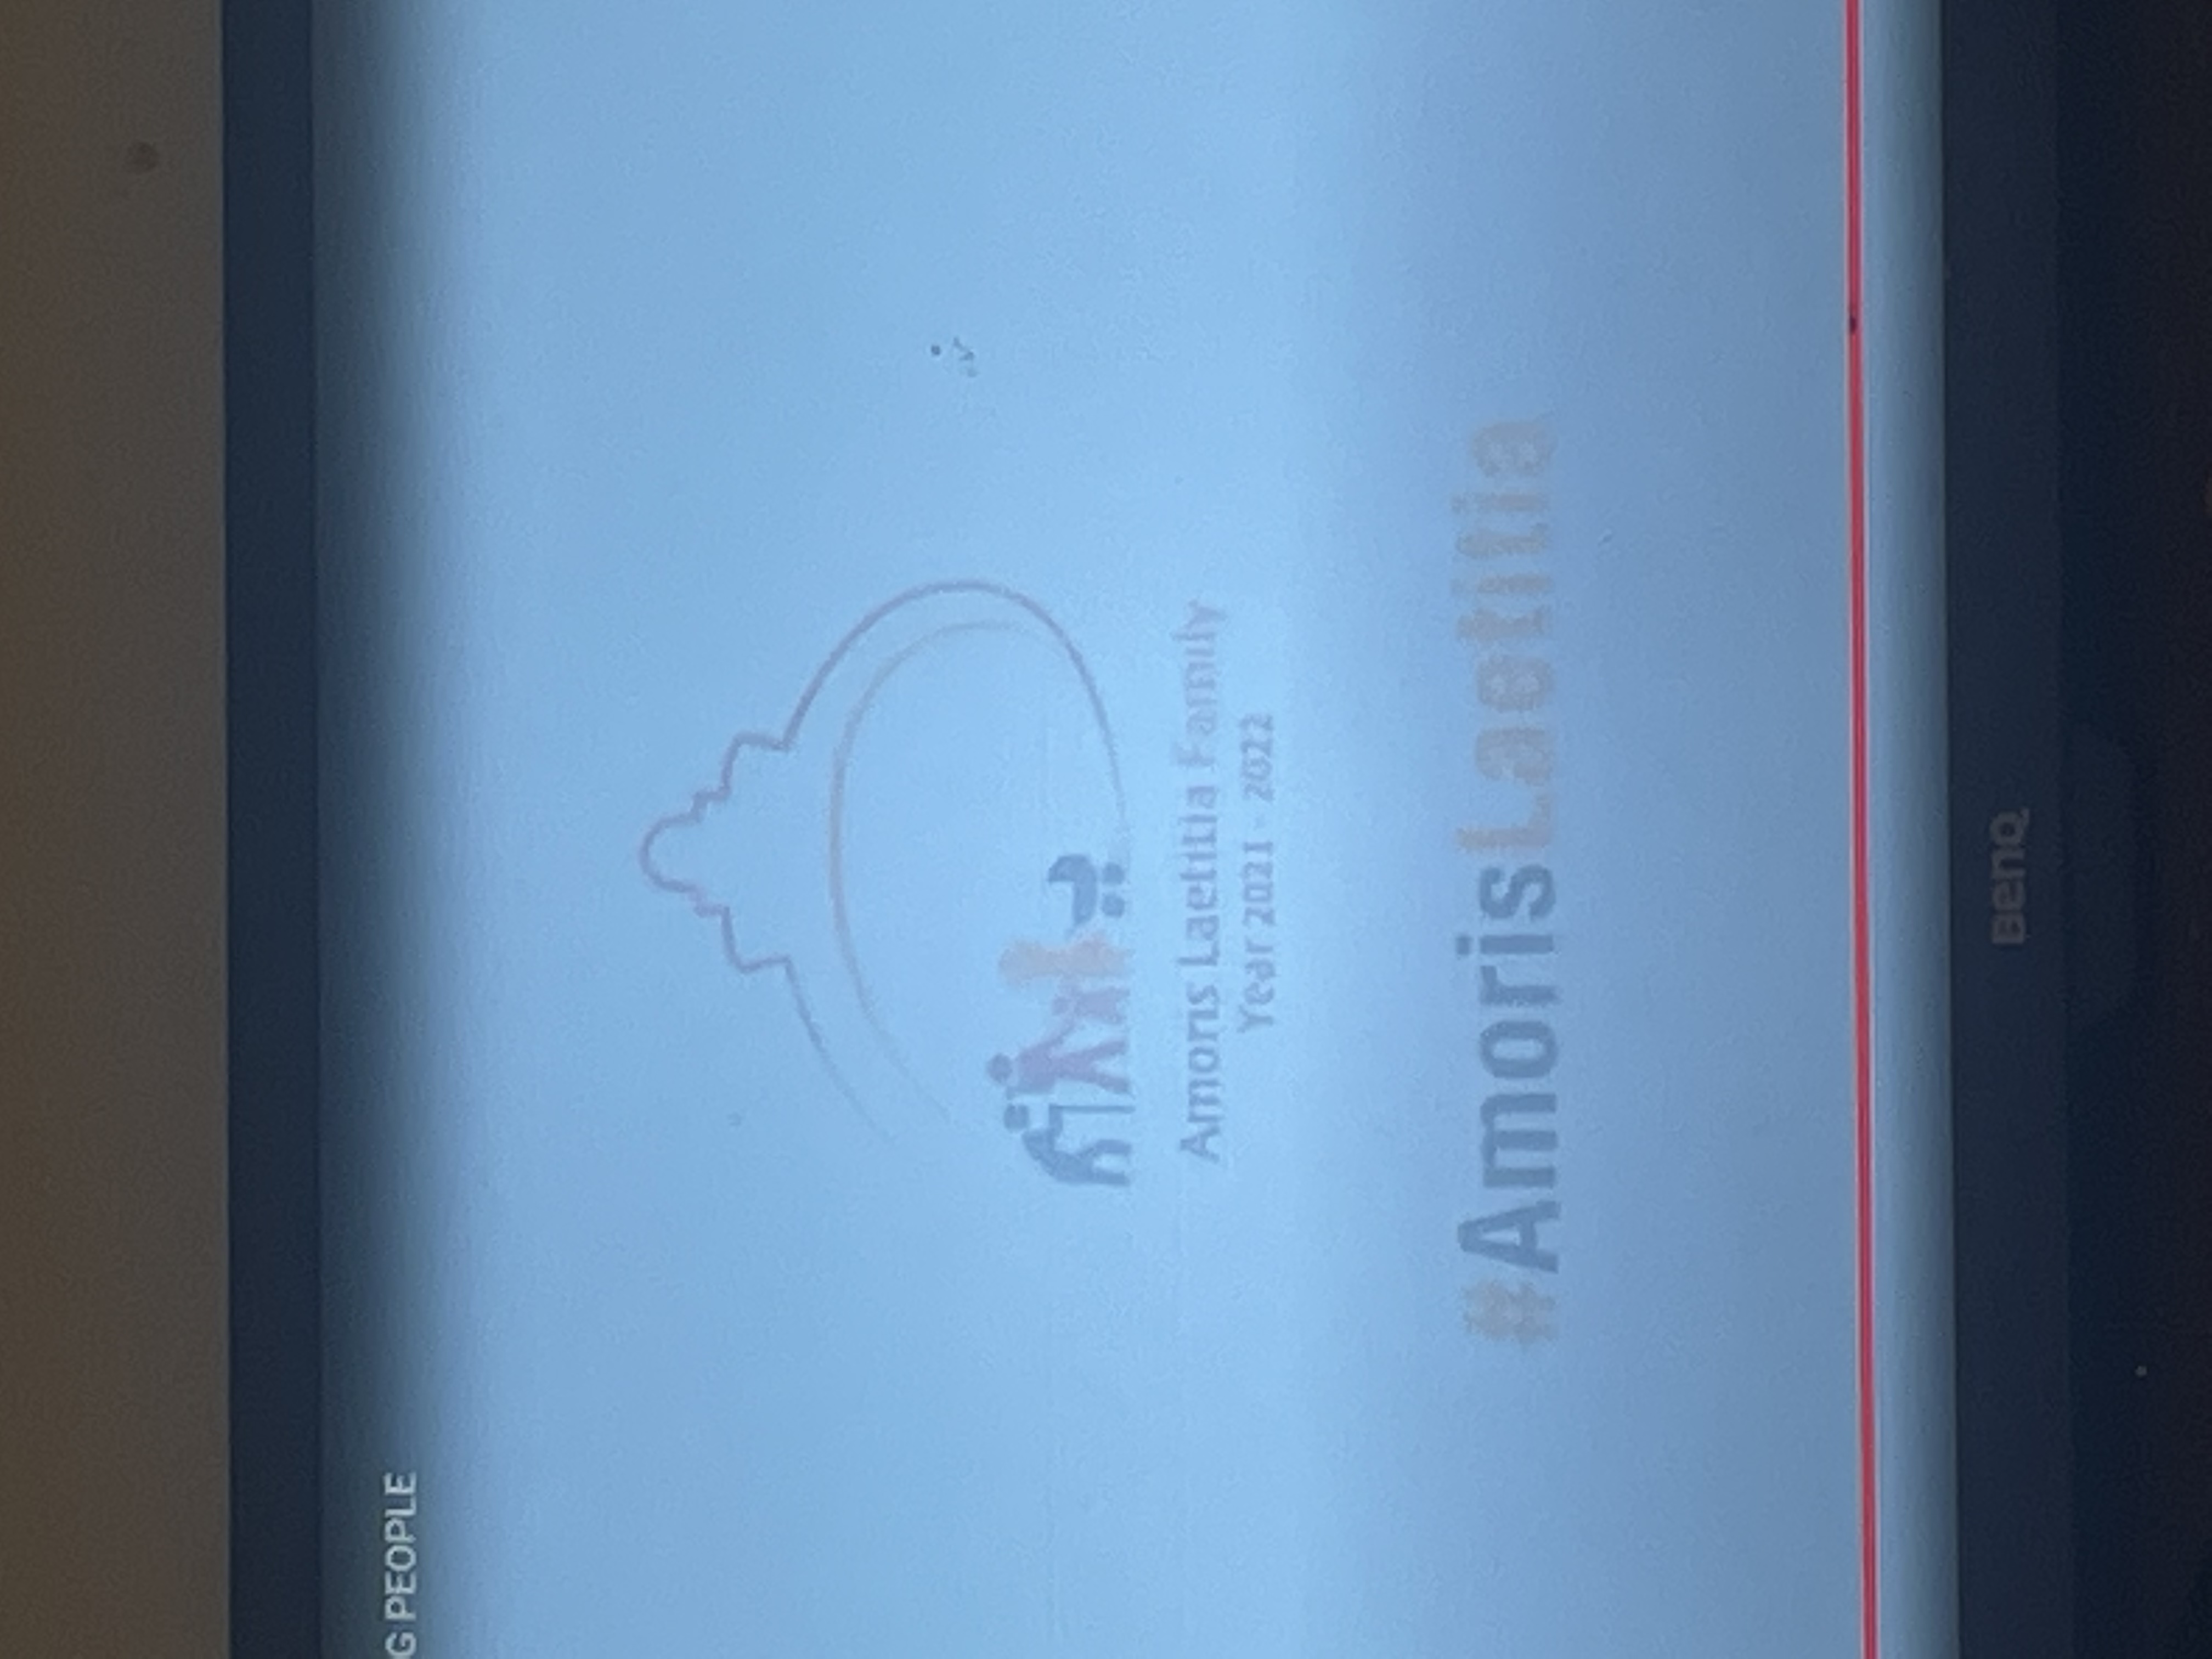 G PEOPLE
Amoris Laetitia Family
Year 2021 - 2022
#AmorisLaetitia
BenQ